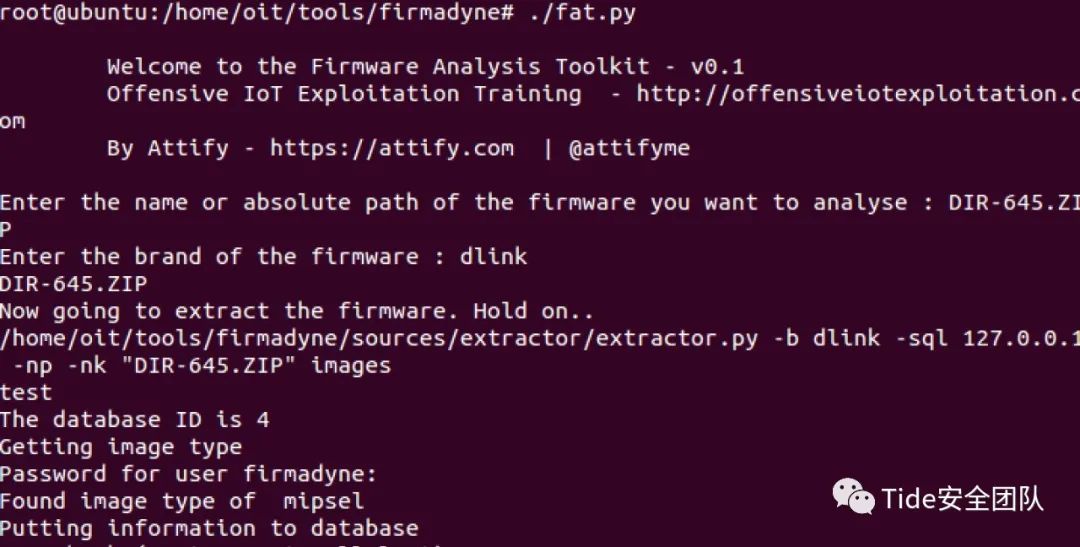 root@ubuntu:/home/oit/tools/firmadyne# ./fat.py
Welcome to the Firmware Analysis Toolkit - v0.1
Offensive IoT Exploitation Training  - http://offensiveiotexploitation.c
om
By Attify - https://attify.com  | @attifyme
Enter the name or absolute path of the firmware you want to analyse : DIR-645.ZI
P
Enter the brand of the firmware : dlink
DIR-645.ZIP
Now going to extract the firmware. Hold on..
/home/oit/tools/firmadyne/sources/extractor/extractor.py -b dlink -sql 127.0.0.1
 -np -nk "DIR-645.ZIP" images
test
The database ID is 4
Getting image type
Password for user firmadyne:
Found image type of  mipsel
Tide安全团队
Putting information to database